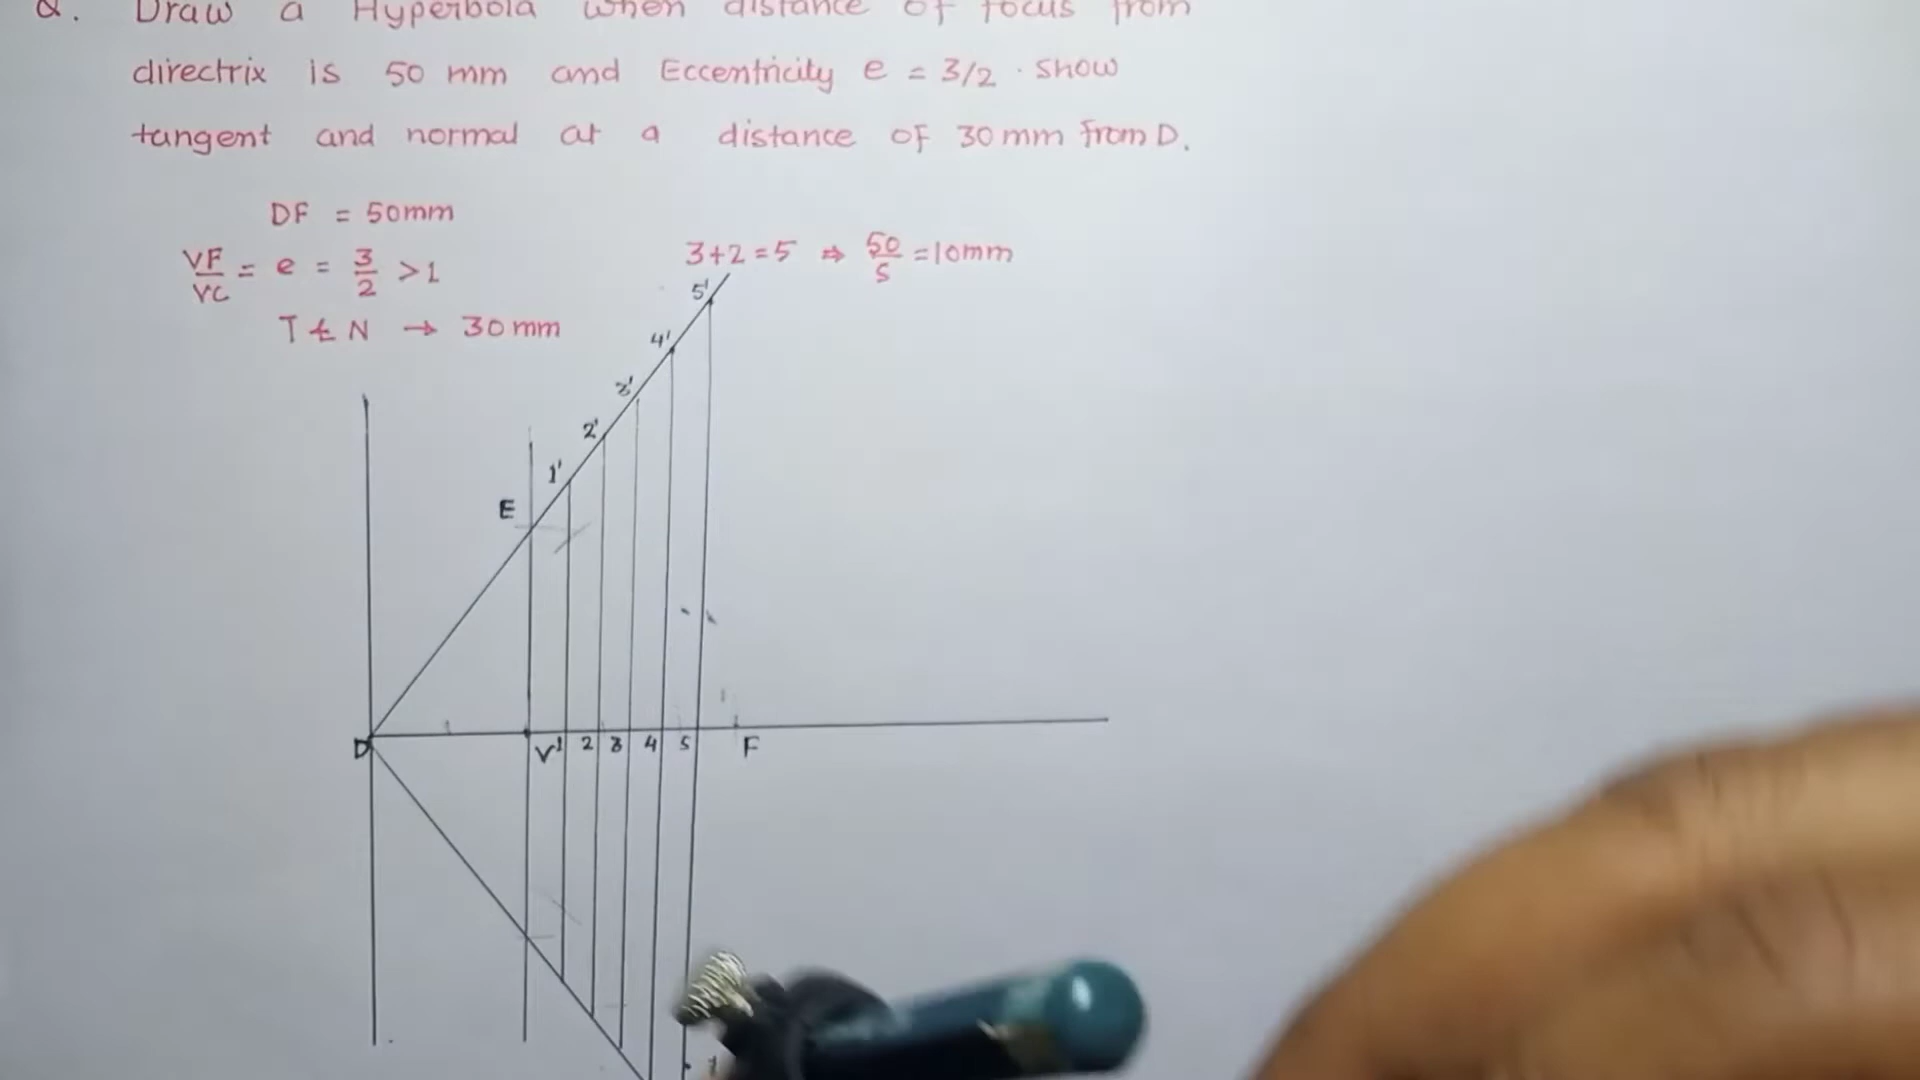 Q. Draw a Hyperbola when distance of focus from
directrix is 50 mm and Eccentricity e = 3/2 . show
tangent and normal at a distance of 30 mm from D.
DF = 50mm
VF/VC = e = 3/2 > 1
3+2=5 ⇒ 50/5 =10mm
T & N → 30 mm
5'
4'
3'
2'
1'
E
D V 1 2 3 4 5 F